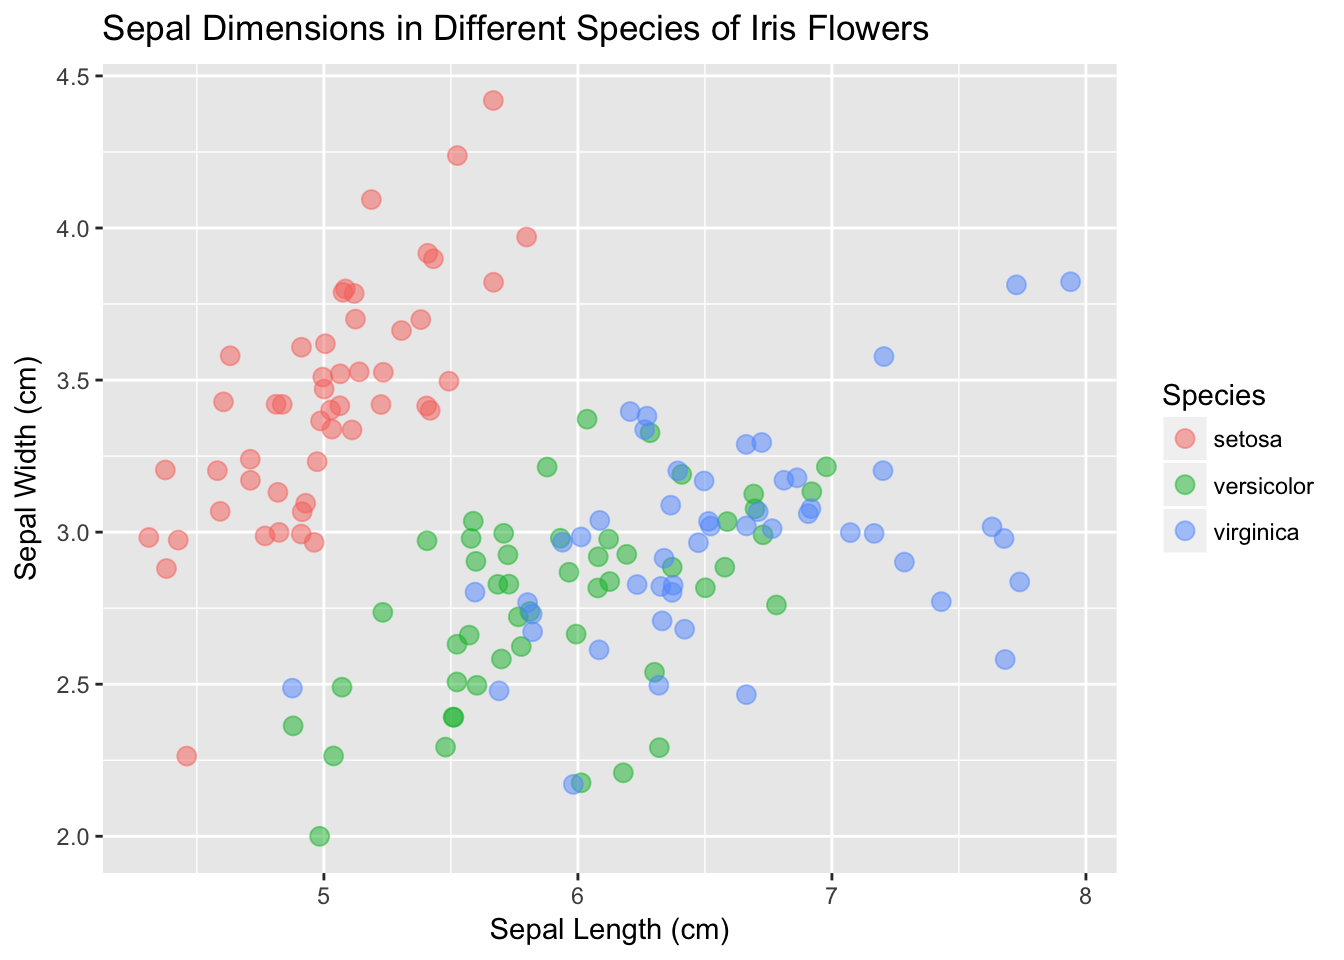 Sepal Dimensions in Different Species of Iris Flowers
4.5
4.0
3.5
3.0
2.5
2.0
Sepal Width (cm)
5 6 7 8
Sepal Length (cm)
Species
setosa
versicolor
virginica